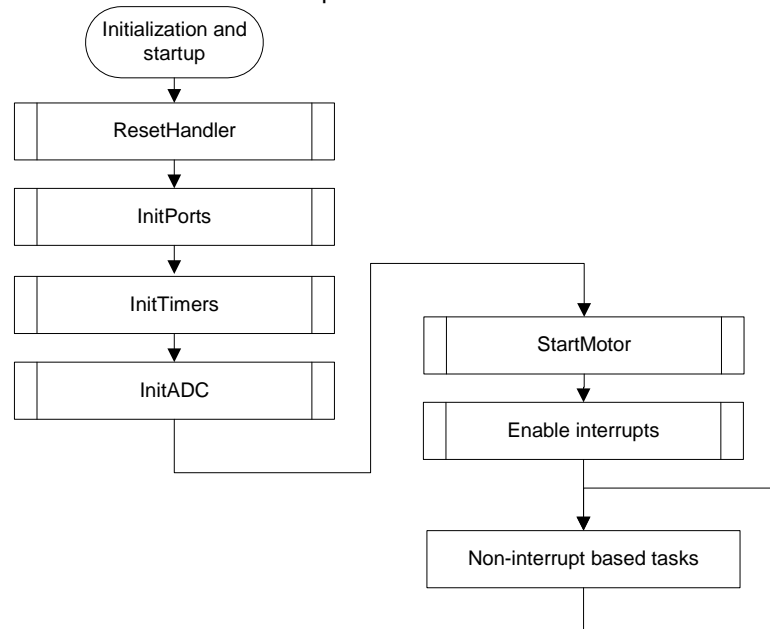 Initialization and
startup
ResetHandler
InitPorts
InitTimers
InitADC
StartMotor
Enable interrupts
Non-interrupt based tasks